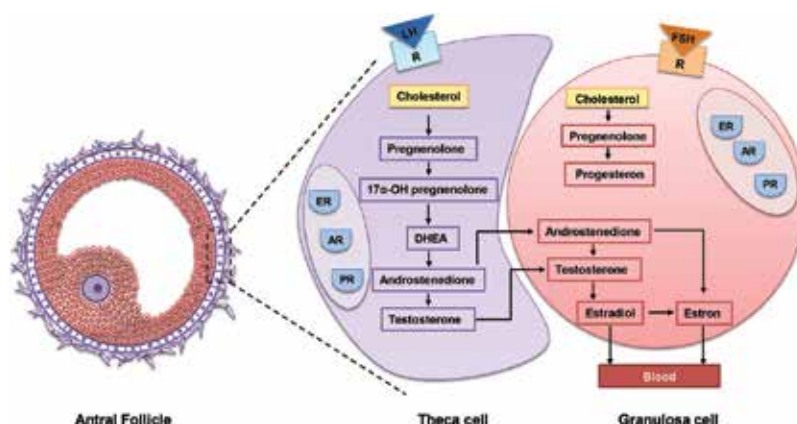 LH
R
FSH
R
Cholesterol
Pregnenolone
17α-OH pregnenolone
DHEA
Androstenedione
Testosterone
ER
AR
PR
Cholesterol
Pregnenolone
Progesteron
ER
AR
PR
Androstenedione
Testosterone
Estradiol
Estron
Blood
Antral Follicle
Theca cell
Granulosa cell